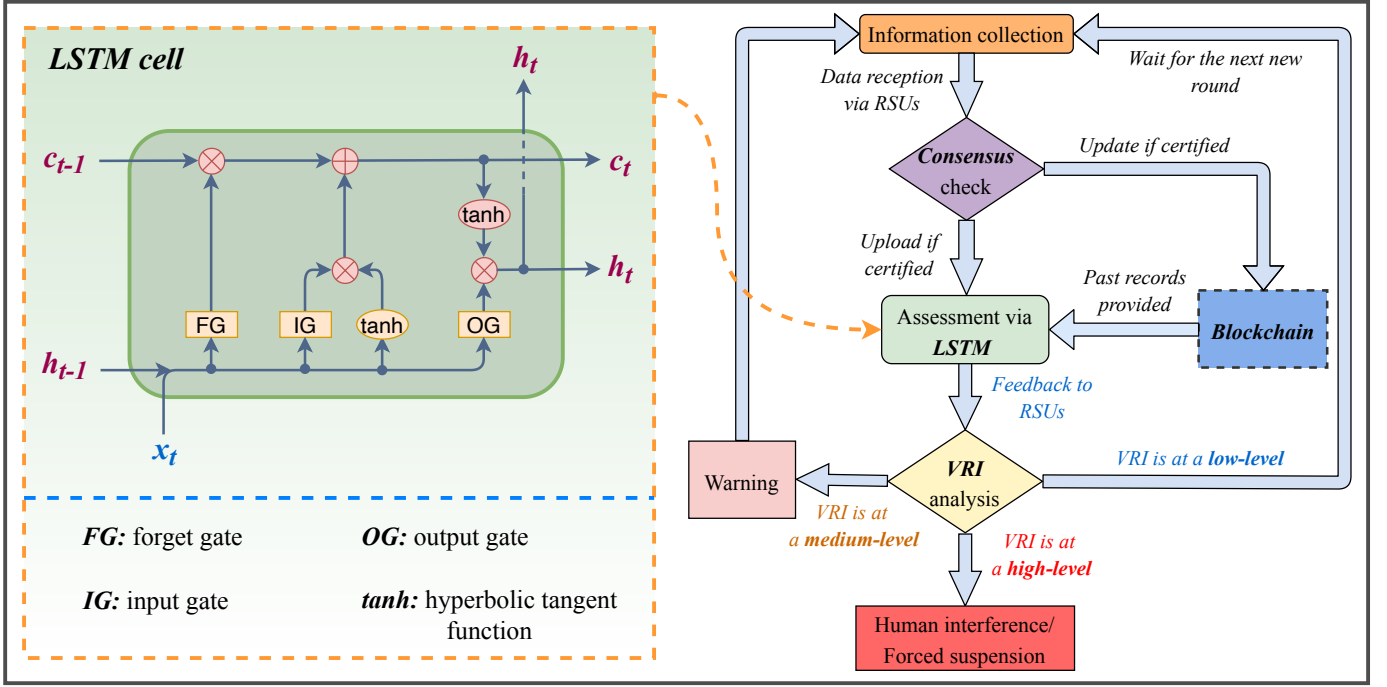 LSTM cell
h_t
c_{t-1}
c_t
tanh
h_t
FG
IG
tanh
OG
h_{t-1}
x_t
FG: forget gate
OG: output gate
IG: input gate
tanh: hyperbolic tangent
function
Information collection
Data reception
via RSUs
Wait for the next new
round
Consensus
check
Update if certified
Upload if
certified
Past records
provided
Assessment via
LSTM
Blockchain
Feedback to
RSUs
VRI
analysis
VRI is at a low-level
Warning
VRI is at
a medium-level
VRI is at
a high-level
Human interference/
Forced suspension